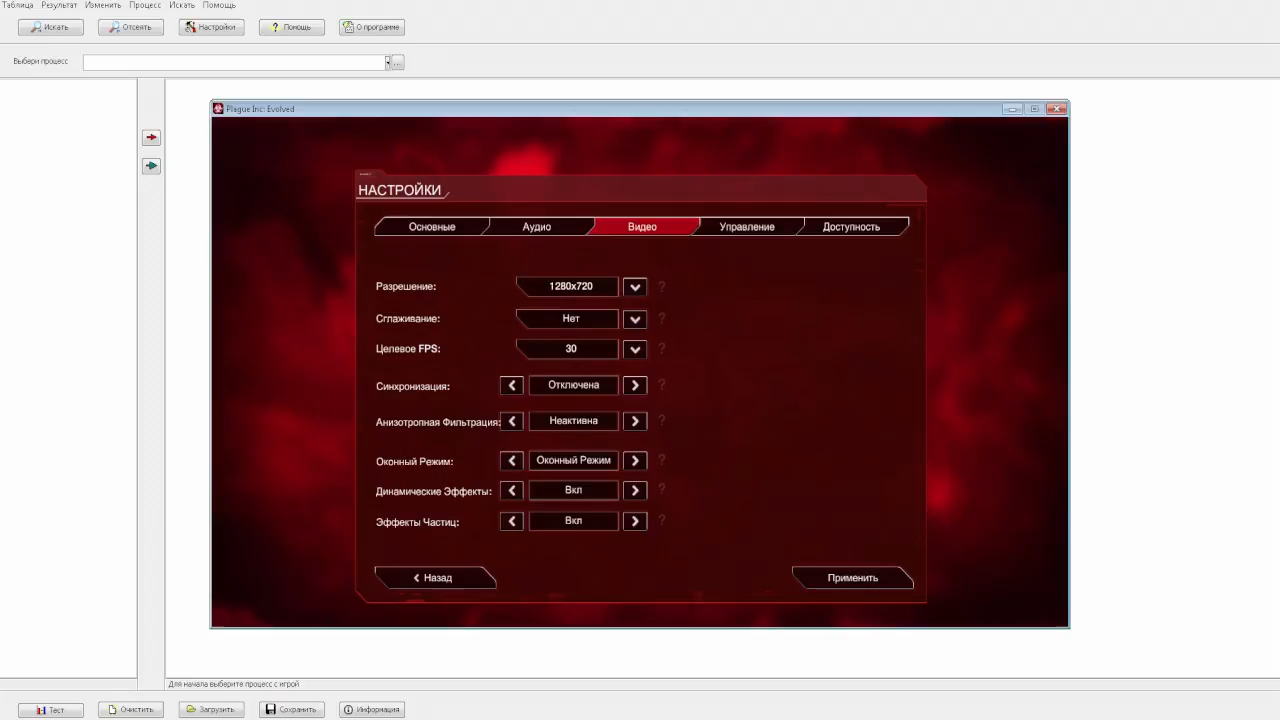 Таблица Результат Изменить Процесс Искать Помощь
Искать Отсеять Настройки Помощь О программе
Выбери процесс
Plague Inc: Evolved
НАСТРОЙКИ
Основные Аудио Видео Управление Доступность
Разрешение: 1280x720 ?
Сглаживание: Нет ?
Целевое FPS: 30 ?
Синхронизация: Отключена ?
Анизотропная Фильтрация: Неактивна ?
Оконный Режим: Оконный Режим ?
Динамические Эффекты: Вкл ?
Эффекты Частиц: Вкл ?
Назад Применить
Для начала выберите процесс с игрой
Тест Очистить Загрузить Сохранить Информация